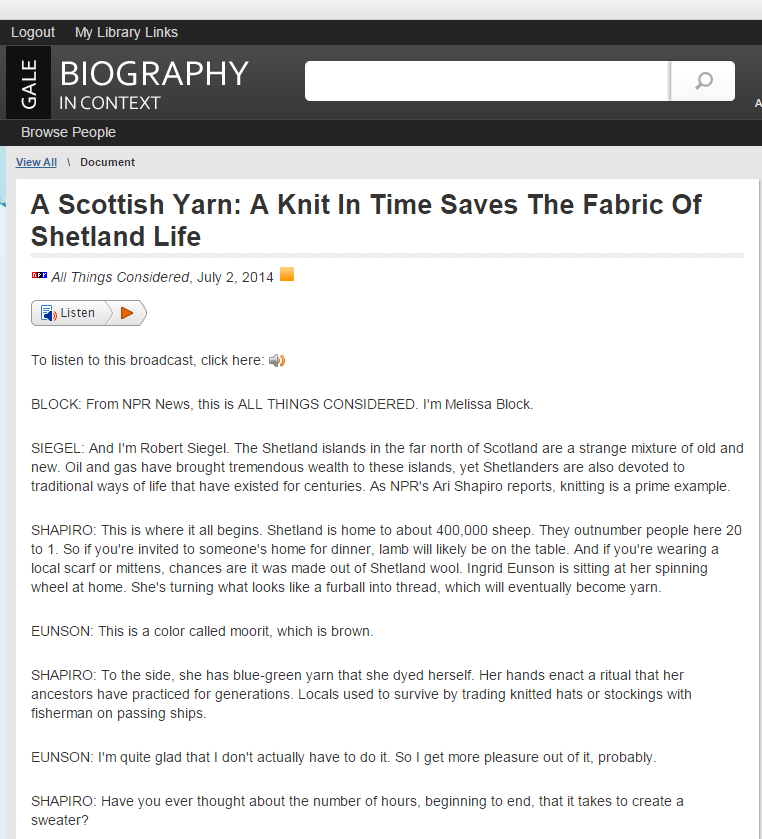 Logout My Library Links
GALE
BIOGRAPHY
IN CONTEXT
A
Browse People
View All \ Document
A Scottish Yarn: A Knit In Time Saves The Fabric Of
Shetland Life
npr All Things Considered, July 2, 2014
Listen
To listen to this broadcast, click here:
BLOCK: From NPR News, this is ALL THINGS CONSIDERED. I'm Melissa Block.
SIEGEL: And I'm Robert Siegel. The Shetland islands in the far north of Scotland are a strange mixture of old and
new. Oil and gas have brought tremendous wealth to these islands, yet Shetlanders are also devoted to
traditional ways of life that have existed for centuries. As NPR's Ari Shapiro reports, knitting is a prime example.
SHAPIRO: This is where it all begins. Shetland is home to about 400,000 sheep. They outnumber people here 20
to 1. So if you're invited to someone's home for dinner, lamb will likely be on the table. And if you're wearing a
local scarf or mittens, chances are it was made out of Shetland wool. Ingrid Eunson is sitting at her spinning
wheel at home. She's turning what looks like a furball into thread, which will eventually become yarn.
EUNSON: This is a color called moorit, which is brown.
SHAPIRO: To the side, she has blue-green yarn that she dyed herself. Her hands enact a ritual that her
ancestors have practiced for generations. Locals used to survive by trading knitted hats or stockings with
fisherman on passing ships.
EUNSON: I'm quite glad that I don't actually have to do it. So I get more pleasure out of it, probably.
SHAPIRO: Have you ever thought about the number of hours, beginning to end, that it takes to create a
sweater?